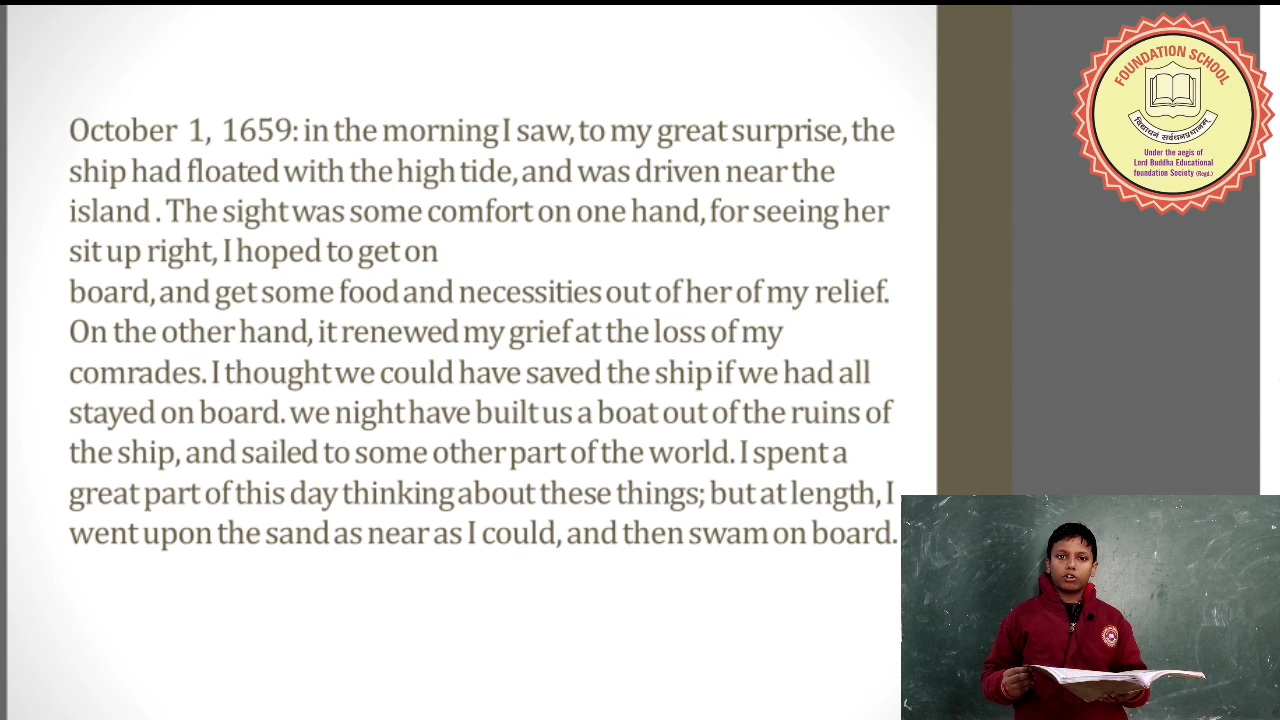 October 1, 1659: in the morning I saw, to my great surprise, the
ship had floated with the high tide, and was driven near the
island . The sight was some comfort on one hand, for seeing her
sit up right, I hoped to get on
board, and get some food and necessities out of her of my relief.
On the other hand, it renewed my grief at the loss of my
comrades. I thought we could have saved the ship if we had all
stayed on board. we night have built us a boat out of the ruins of
the ship, and sailed to some other part of the world. I spent a
great part of this day thinking about these things; but at length, I
went upon the sand as near as I could, and then swam on board.
FOUNDATION SCHOOL
विद्याधनं सर्वधनप्रधानम्
Under the aegis of
Lord Buddha Educational
foundation Society (Regd.)